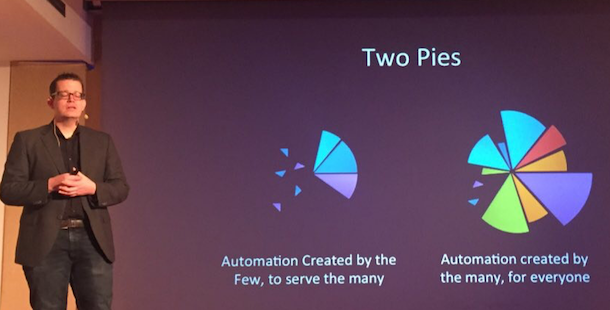 Two Pies
Automation Created by the
Few, to serve the many
Automation created by
the many, for everyone